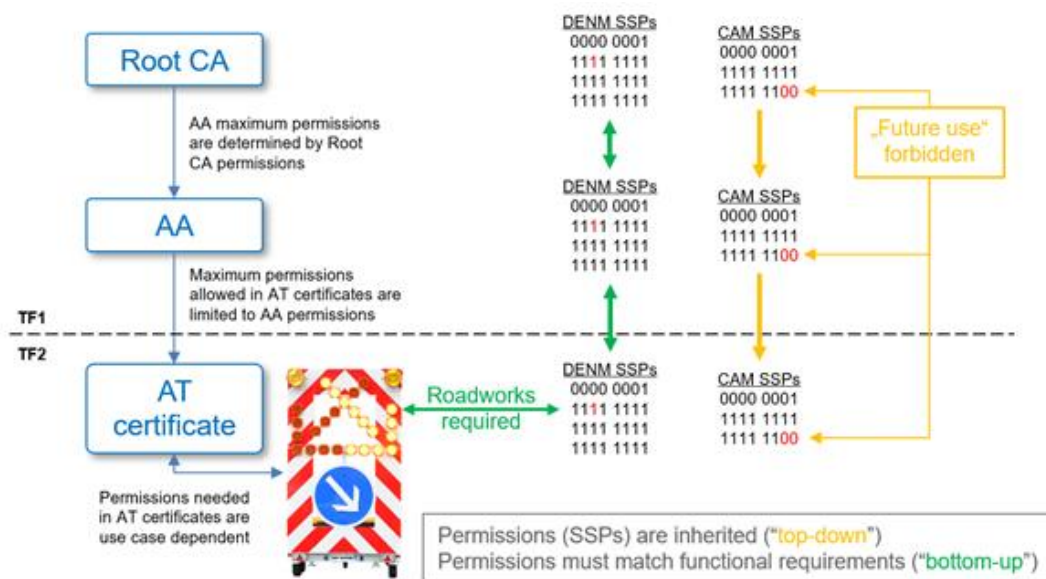 Root CA
AA maximum permissions
are determined by Root
CA permissions
AA
Maximum permissions
allowed in AT certificates are
limited to AA permissions
TF1
TF2
AT
certificate
Permissions needed
in AT certificates are
use case dependent
Roadworks
required
DENM SSPs
0000 0001
1111 1111
1111 1111
1111 1111
DENM SSPs
0000 0001
1111 1111
1111 1111
1111 1111
DENM SSPs
0000 0001
1111 1111
1111 1111
1111 1111
CAM SSPs
0000 0001
1111 1111
1111 1100
CAM SSPs
0000 0001
1111 1111
1111 1100
CAM SSPs
0000 0001
1111 1111
1111 1100
„Future use“
forbidden
Permissions (SSPs) are inherited (“top-down”)
Permissions must match functional requirements (“bottom-up”)